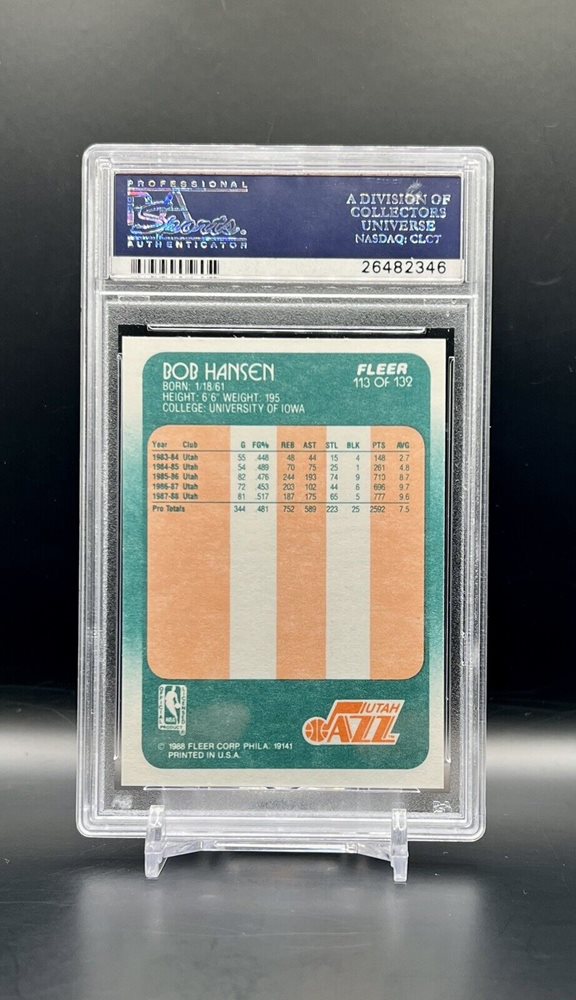 PROFESSIONAL
PSA
Sports.
AUTHENTICATOR
A DIVISION OF
COLLECTORS
UNIVERSE
NASDAQ: CLCT
26482346
BOB HANSEN
BORN: 1/18/61
HEIGHT: 6'6" WEIGHT: 195
COLLEGE: UNIVERSITY OF IOWA
FLEER
113 OF 132
Year Club G FG% REB AST STL BLK PTS AVG
1983-84 Utah 55 .448 48 44 15 4 148 2.7
1984-85 Utah 54 .489 70 75 25 1 261 4.8
1985-86 Utah 82 .476 244 193 74 9 710 8.7
1986-87 Utah 72 .453 203 102 44 6 696 9.7
1987-88 Utah 81 .517 187 175 65 5 777 9.6
Pro Totals 344 .481 752 589 223 25 2592 7.5
NBA
UTAH
JAZZ
© 1988 FLEER CORP. PHILA. 19141
PRINTED IN U.S.A.